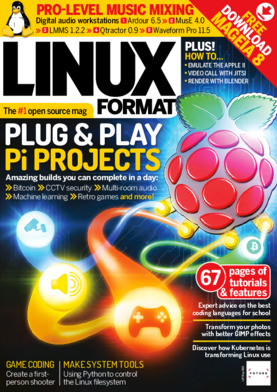 PRO-LEVEL MUSIC MIXING
Digital audio workstations 1 Ardour 6.5 » 2 MusE 4.0
» 3 LMMS 1.2.2 » 4 Qtractor 0.9 » 5 Waveform Pro 11.5
FREE
DOWNLOAD
MAGEIA 8
LINUX
FORMAT
The #1 open source mag
PLUS!
HOW TO...
• EMULATE THE APPLE II
• VIDEO CALL WITH JITSI
• RENDER WITH BLENDER
PLUG & PLAY
Pi PROJECTS
Amazing builds you can complete in a day:
» Bitcoin » CCTV security » Multi-room audio
» Machine learning » Retro games and more!
67 pages of
tutorials
& features
Expert advice on the best
coding languages for school
Transform your photos
with better GIMP effects
Discover how Kubernetes is
transforming Linux use
GAME CODING
Create a first-
person shooter
MAKE SYSTEM TOOLS
Using Python to control
the Linux filesystem
FUTURE